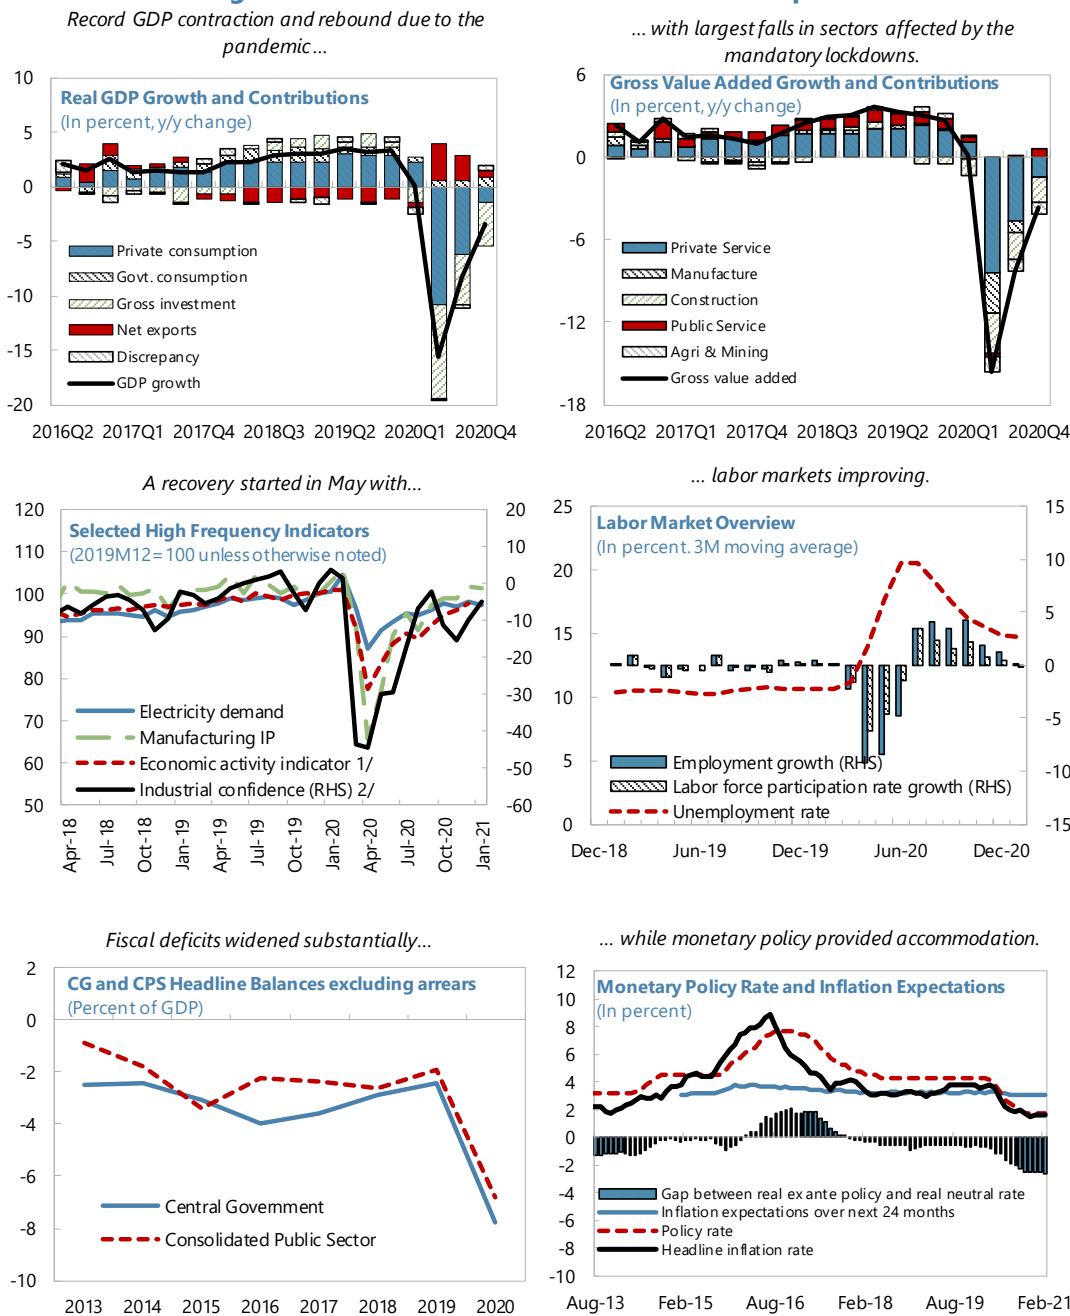 Record GDP contraction and rebound due to the
pandemic ...
Real GDP Growth and Contributions
(In percent, y/y change)
10
5
0
-5
-10
-15
-20
Private consumption
Govt. consumption
Gross investment
Net exports
Discrepancy
GDP growth
2016Q2 2017Q1 2017Q4 2018Q3 2019Q2 2020Q1 2020Q4
... with largest falls in sectors affected by the
mandatory lockdowns.
Gross Value Added Growth and Contributions
(In percent, y/y change)
6
0
-6
-12
-18
Private Service
Manufacture
Construction
Public Service
Agri & Mining
Gross value added
2016Q2 2017Q1 2017Q4 2018Q3 2019Q2 2020Q1 2020Q4
A recovery started in May with...
Selected High Frequency Indicators
(2019M12=100 unless otherwise noted)
120
110
100
90
80
70
60
50
20
10
0
-10
-20
-30
-40
-50
-60
Electricity demand
Manufacturing IP
Economic activity indicator 1/
Industrial confidence (RHS) 2/
Apr-18 Jul-18 Oct-18 Jan-19 Apr-19 Jul-19 Oct-19 Jan-20 Apr-20 Jul-20 Oct-20 Jan-21
... labor markets improving.
Labor Market Overview
(In percent. 3M moving average)
25
20
15
10
5
0
15
10
5
0
-5
-10
-15
Employment growth (RHS)
Labor force participation rate growth (RHS)
Unemployment rate
Dec-18 Jun-19 Dec-19 Jun-20 Dec-20
Fiscal deficits widened substantially...
CG and CPS Headline Balances excluding arrears
(Percent of GDP)
2
0
-2
-4
-6
-8
-10
Central Government
Consolidated Public Sector
2013 2014 2015 2016 2017 2018 2019 2020
... while monetary policy provided accommodation.
Monetary Policy Rate and Inflation Expectations
(In percent)
12
10
8
6
4
2
0
-2
-4
-6
-8
-10
Gap between real ex ante policy and real neutral rate
Inflation expectations over next 24 months
Policy rate
Headline inflation rate
Aug-13 Feb-15 Aug-16 Feb-18 Aug-19 Feb-21